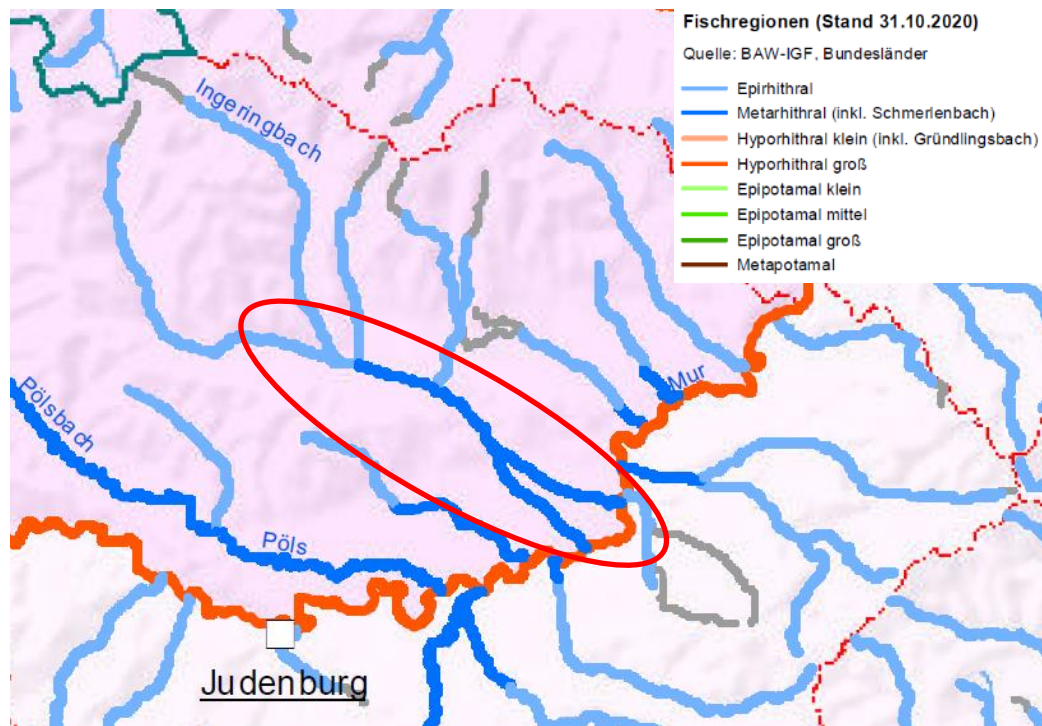 Fischregionen (Stand 31.10.2020)
Quelle: BAW-IGF, Bundesländer
Epirhithral
Metarhithral (inkl. Schmerlenbach)
Hyporhithral klein (inkl. Gründlingsbach)
Hyporhithral groß
Epipotamal klein
Epipotamal mittel
Epipotamal groß
Metapotamal
Ingeringbach
Mur
Pölsbach
Pöls
Judenburg